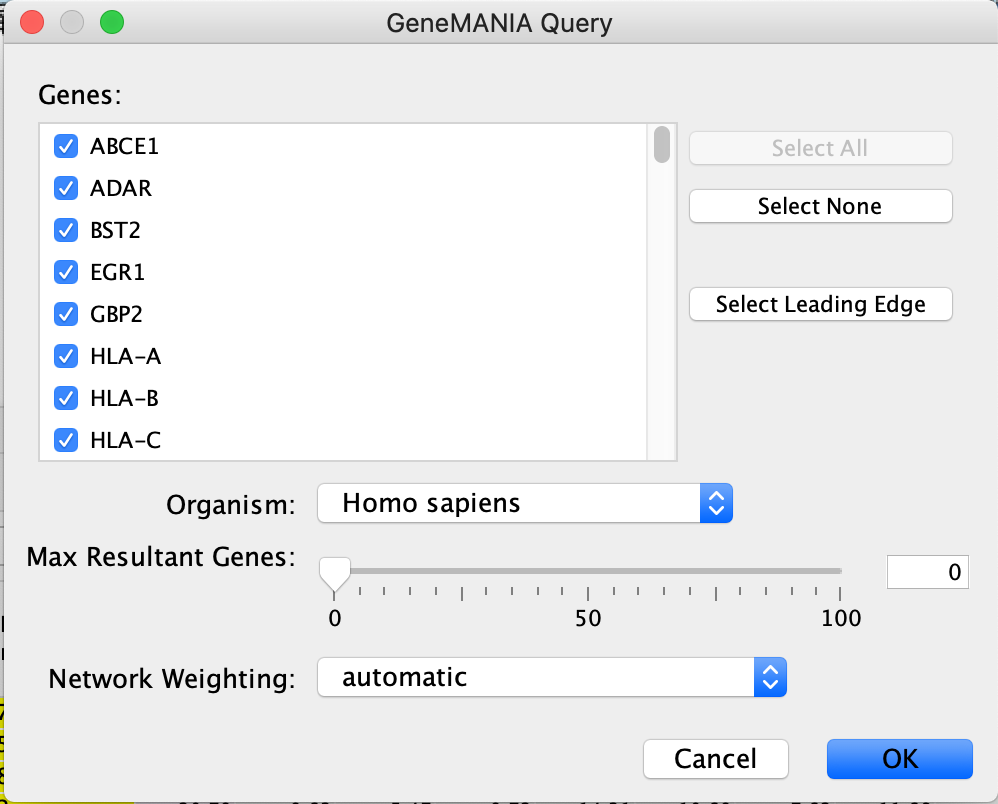 GeneMANIA Query
Genes:
ABCE1
ADAR
BST2
EGR1
GBP2
HLA-A
HLA-B
HLA-C
Select All
Select None
Select Leading Edge
Organism: Homo sapiens
Max Resultant Genes: 0
0 50 100
Network Weighting: automatic
Cancel OK